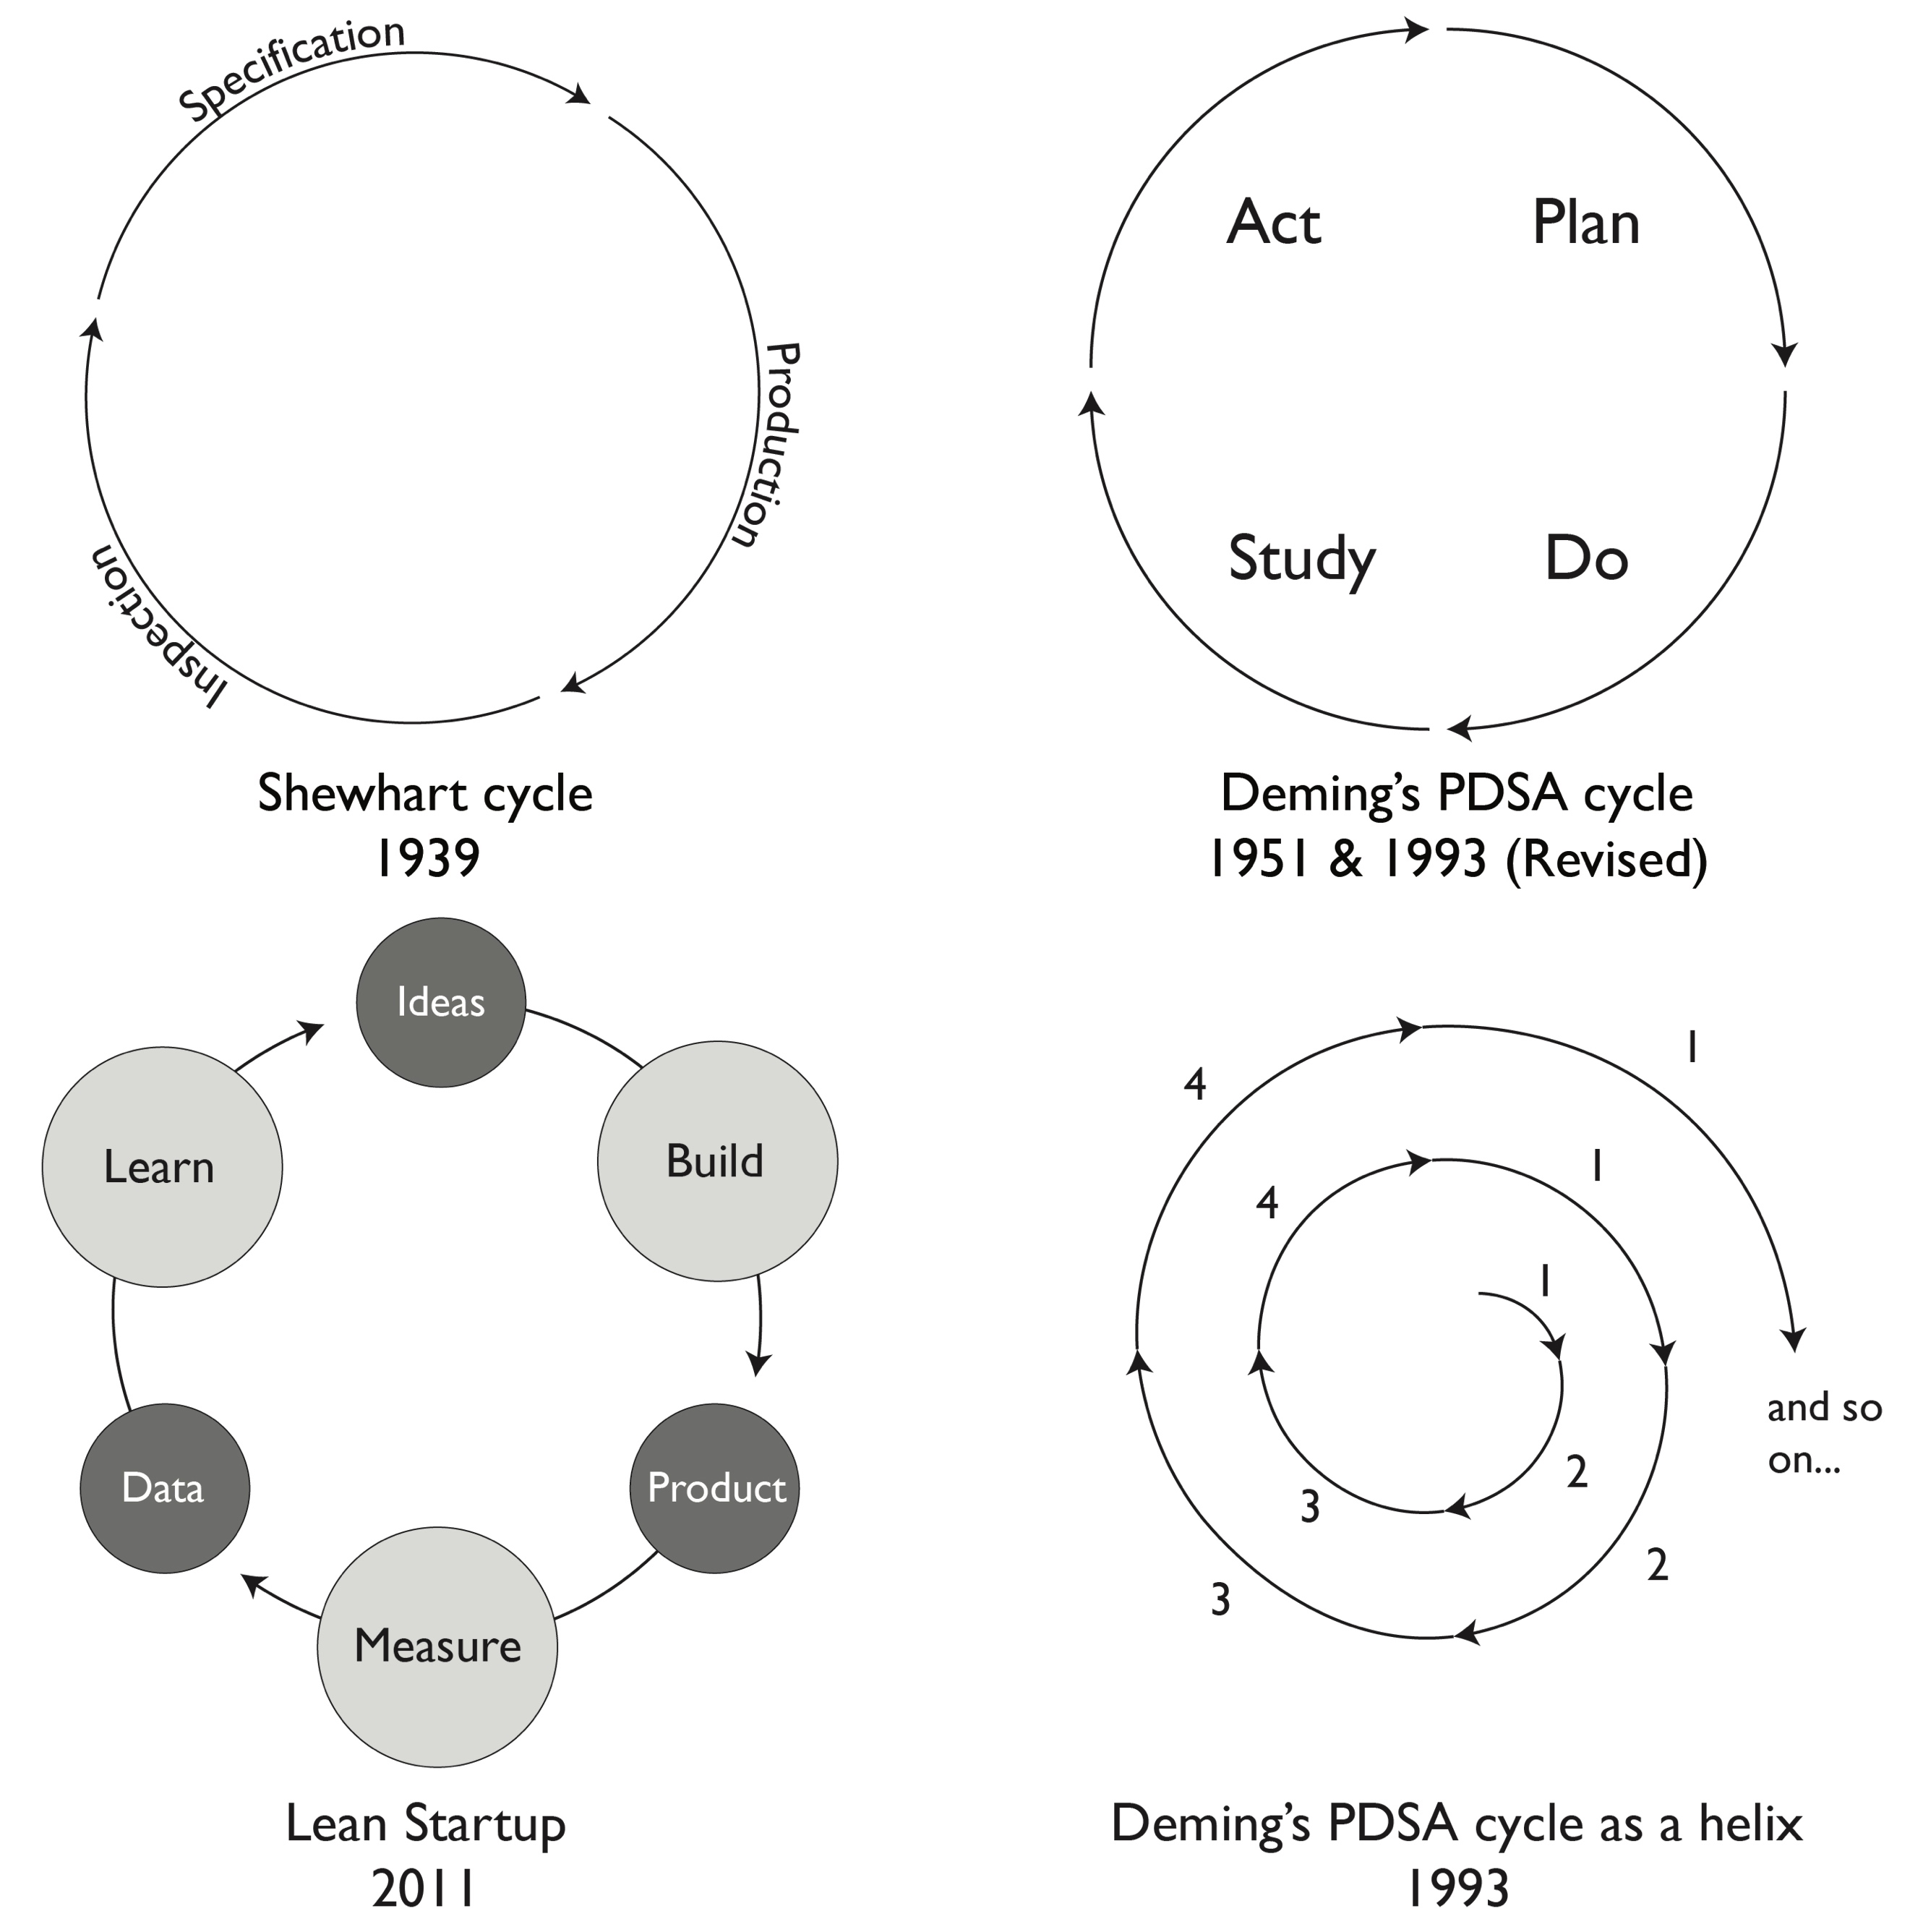 Specification
Production
Inspection
Shewhart cycle
1939
Act
Plan
Study
Do
Deming’s PDSA cycle
1951 & 1993 (Revised)
Ideas
Learn
Build
Data
Product
Measure
Lean Startup
2011
1
4
1
4
1
2
3
2
3
and so
on...
Deming’s PDSA cycle as a helix
1993